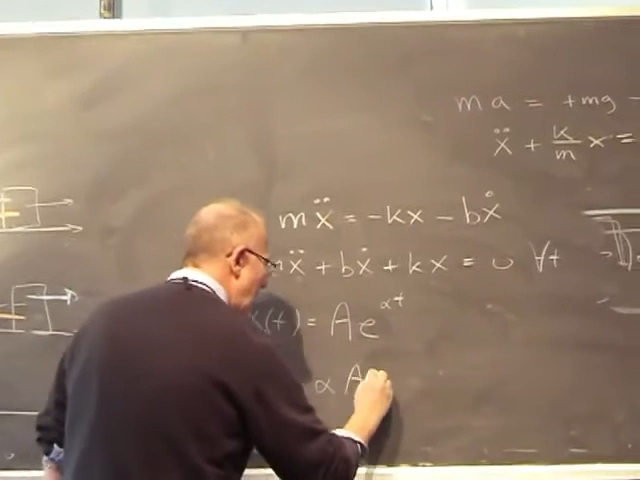 ma = +mg -
ẍ + k/m x =
mẍ = -kx - bẋ
mẍ + bẋ + kx = 0 ∀t
x(t) = Ae^αt
α A